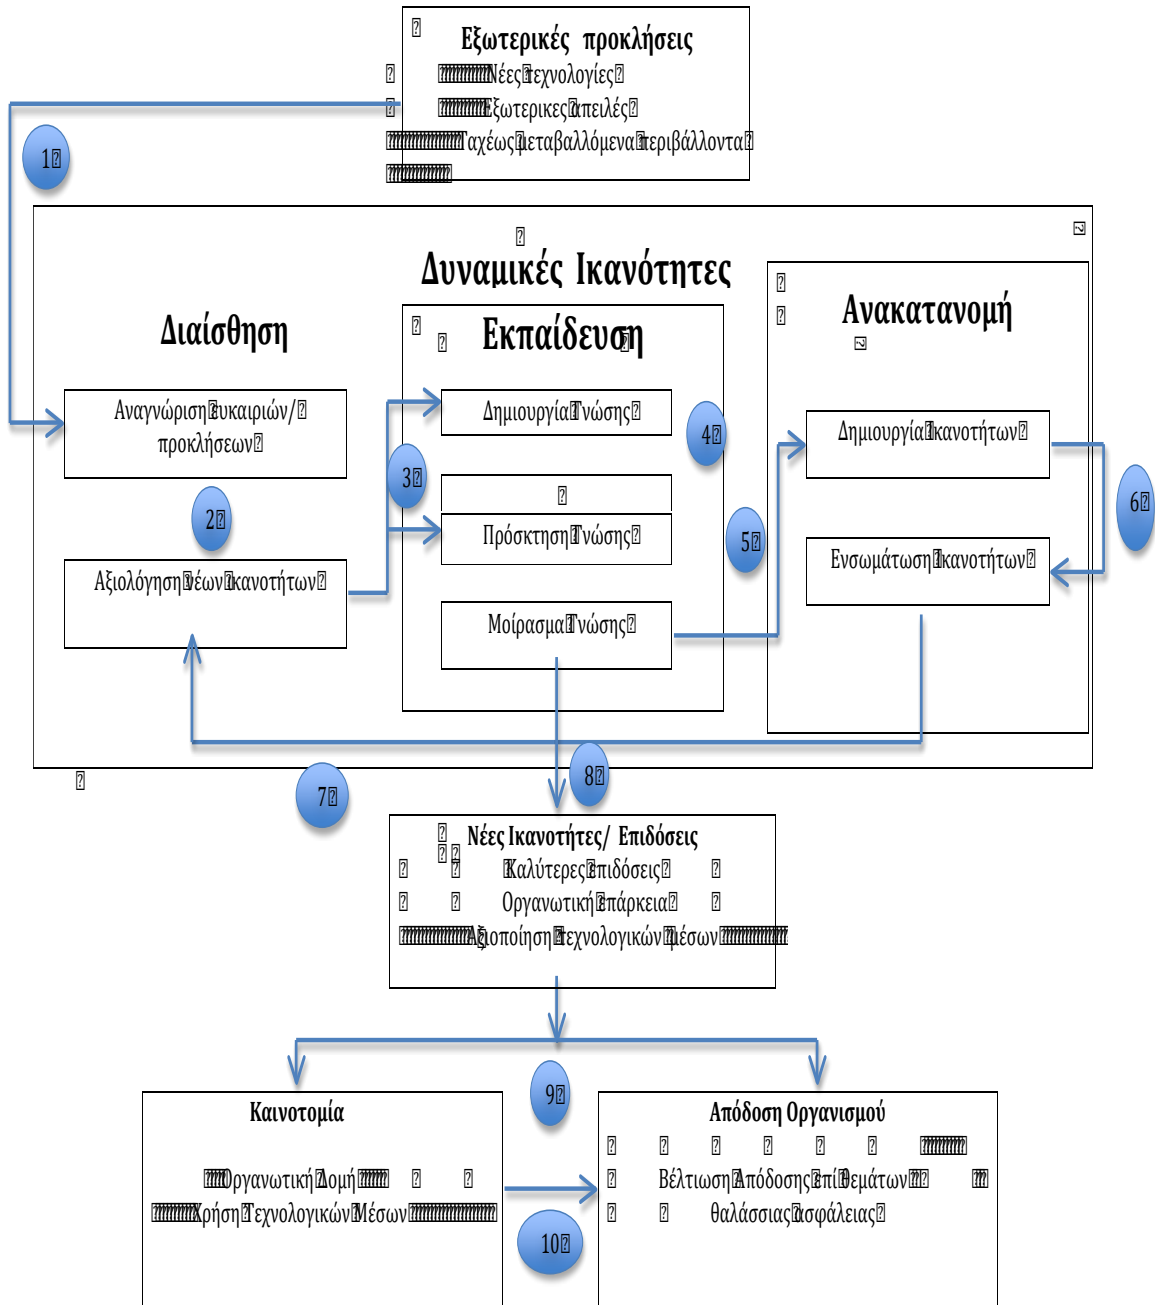 Εξωτερικές προκλήσεις
Νέες τεχνολογίες
Εξωτερικες απειλές
Ταχέως μεταβαλλόμενα περιβάλλοντα
1
Δυναμικές Ικανότητες
Διαίσθηση
Αναγνώριση ευκαιριών/
προκλήσεων
2
Αξιολόγηση νέων ικανοτήτων
3
Εκπαίδευση
Δημιουργία Γνώσης
4
Πρόσκτηση Γνώσης
Μοίρασμα Γνώσης
5
Ανακατανομή
Δημιουργία Ικανοτήτων
Ενσωμάτωση Ικανοτήτων
6
7
8
Νέες Ικανοτήτες/ Επιδόσεις
Καλύτερες επιδόσεις
Οργανωτική επάρκεια
Αξιοποίηση τεχνολογικών μέσων
9
Καινοτομία
Οργανωτική Δομή
Χρήση Τεχνολογικών Μέσων
10
Απόδοση Οργανισμού
Βέλτιωση Απόδοσης επί θεμάτων
θαλάσσιας ασφάλειας